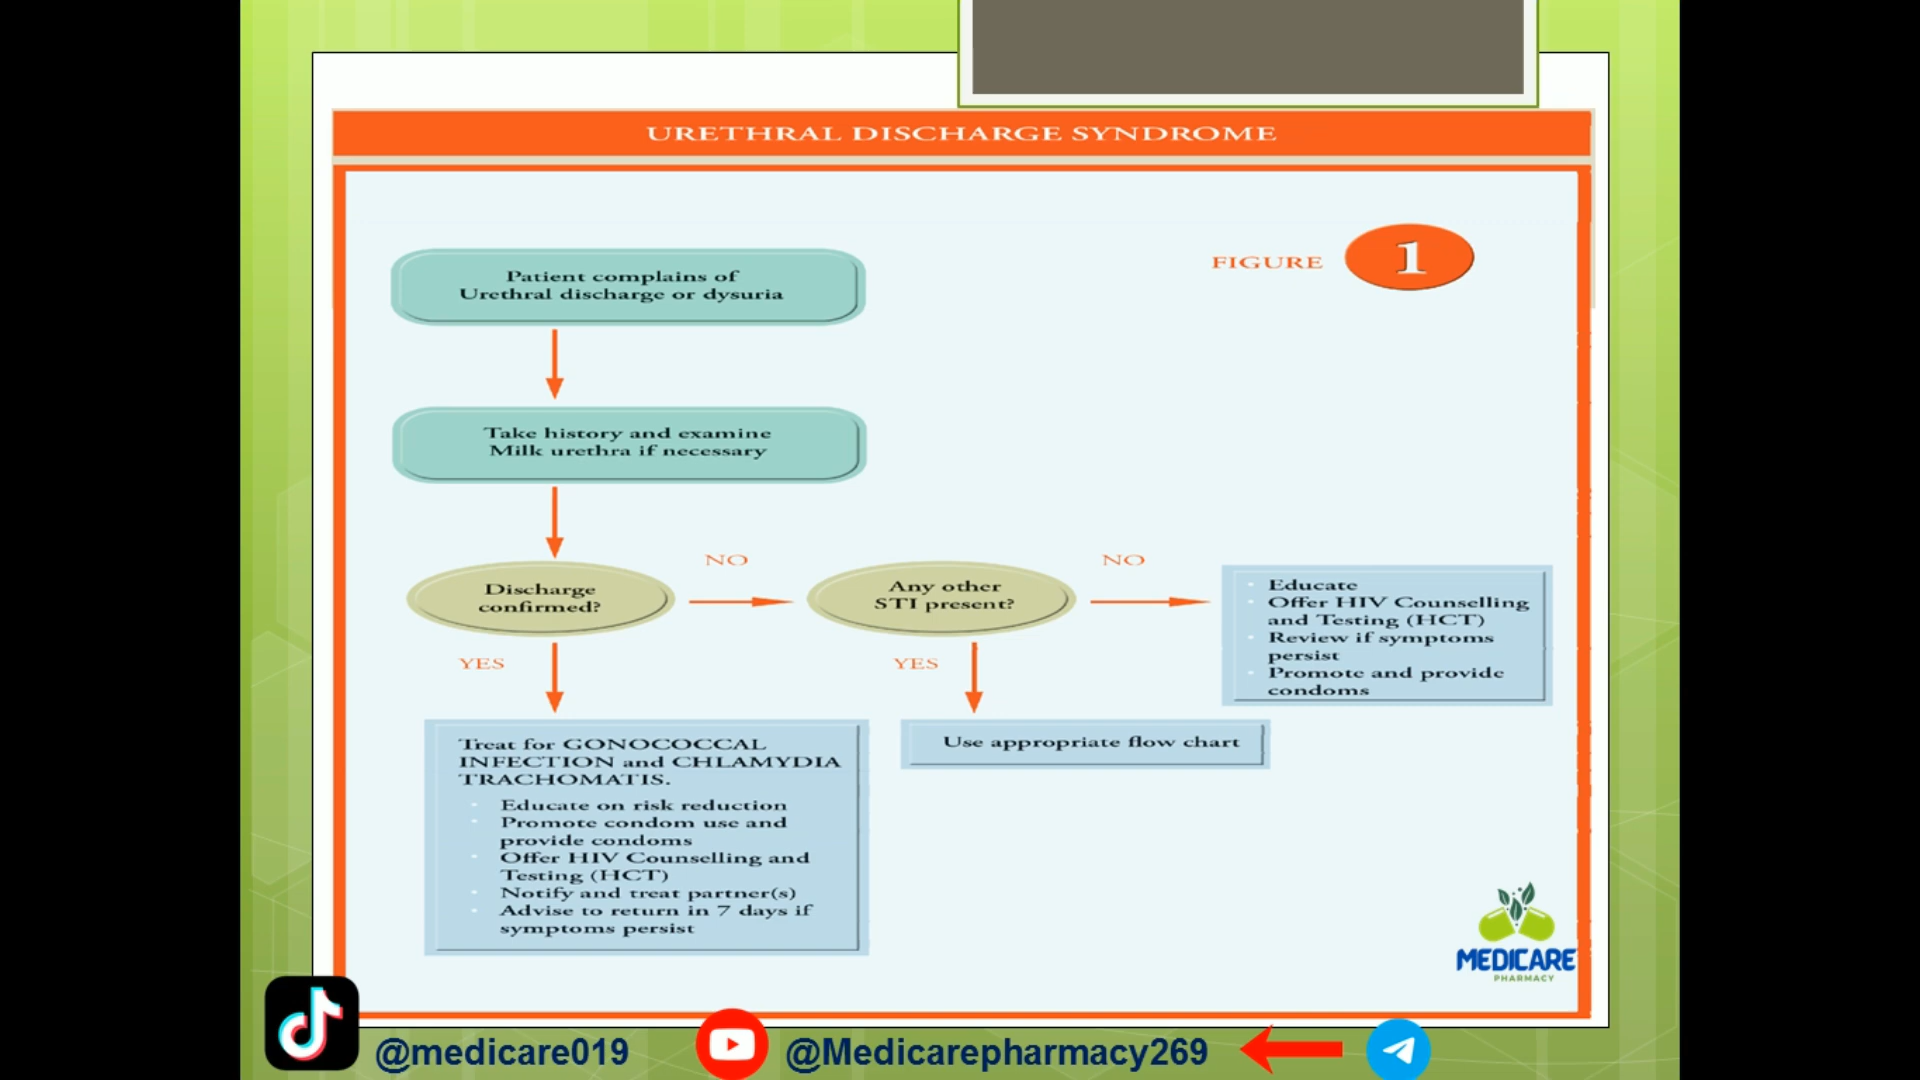 URETHRAL DISCHARGE SYNDROME
FIGURE 1
Patient complains of
Urethral discharge or dysuria
Take history and examine
Milk urethra if necessary
Discharge
confirmed?
NO
Any other
STI present?
NO
Educate
Offer HIV Counselling
and Testing (HCT)
Review if symptoms
persist
Promote and provide
condoms
YES
YES
Treat for GONOCOCCAL
INFECTION and CHLAMYDIA
TRACHOMATIS.
Educate on risk reduction
Promote condom use and
provide condoms
Offer HIV Counselling and
Testing (HCT)
Notify and treat partner(s)
Advise to return in 7 days if
symptoms persist
Use appropriate flow chart
MEDICARE
PHARMACY
@medicare019
@Medicarepharmacy269